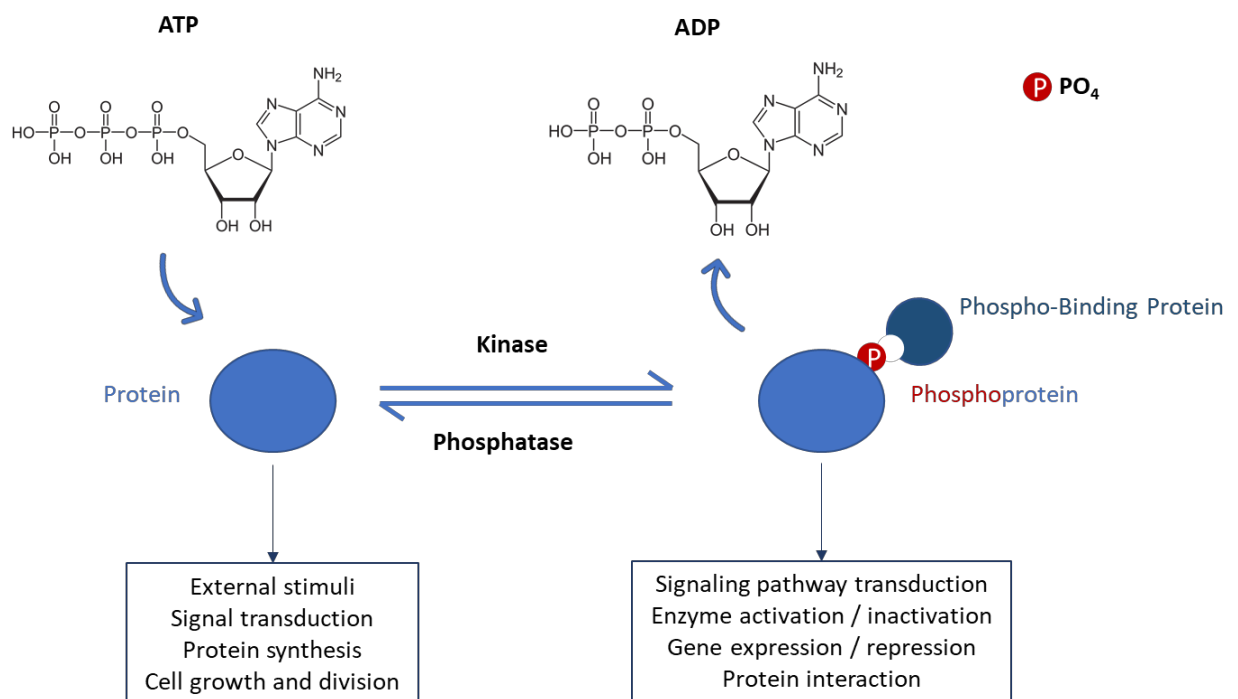 ATP
ADP
NH₂
N
N
N
N
O
O
O
HO
P
O
P
O
P
O
OH
OH
OH
O
OH
OH
NH₂
N
N
N
N
O
O
HO
P
O
P
O
OH
OH
O
OH
OH
P PO₄
Phospho-Binding Protein
Kinase
P
Protein
Phosphoprotein
Phosphatase
External stimuli
Signal transduction
Protein synthesis
Cell growth and division
Signaling pathway transduction
Enzyme activation / inactivation
Gene expression / repression
Protein interaction